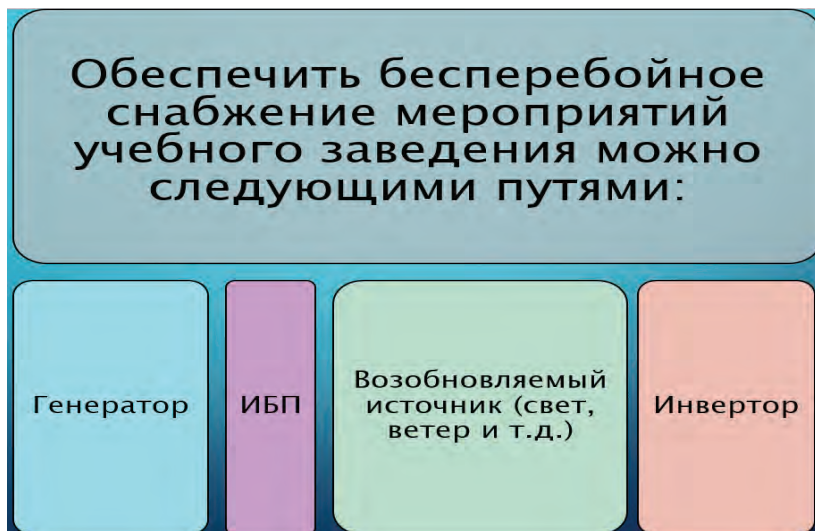 Обеспечить бесперебойное
снабжение мероприятий
учебного заведения можно
следующими путями:
Генератор
ИБП
Возобновляемый
источник (свет,
ветер и т.д.)
Инвертор